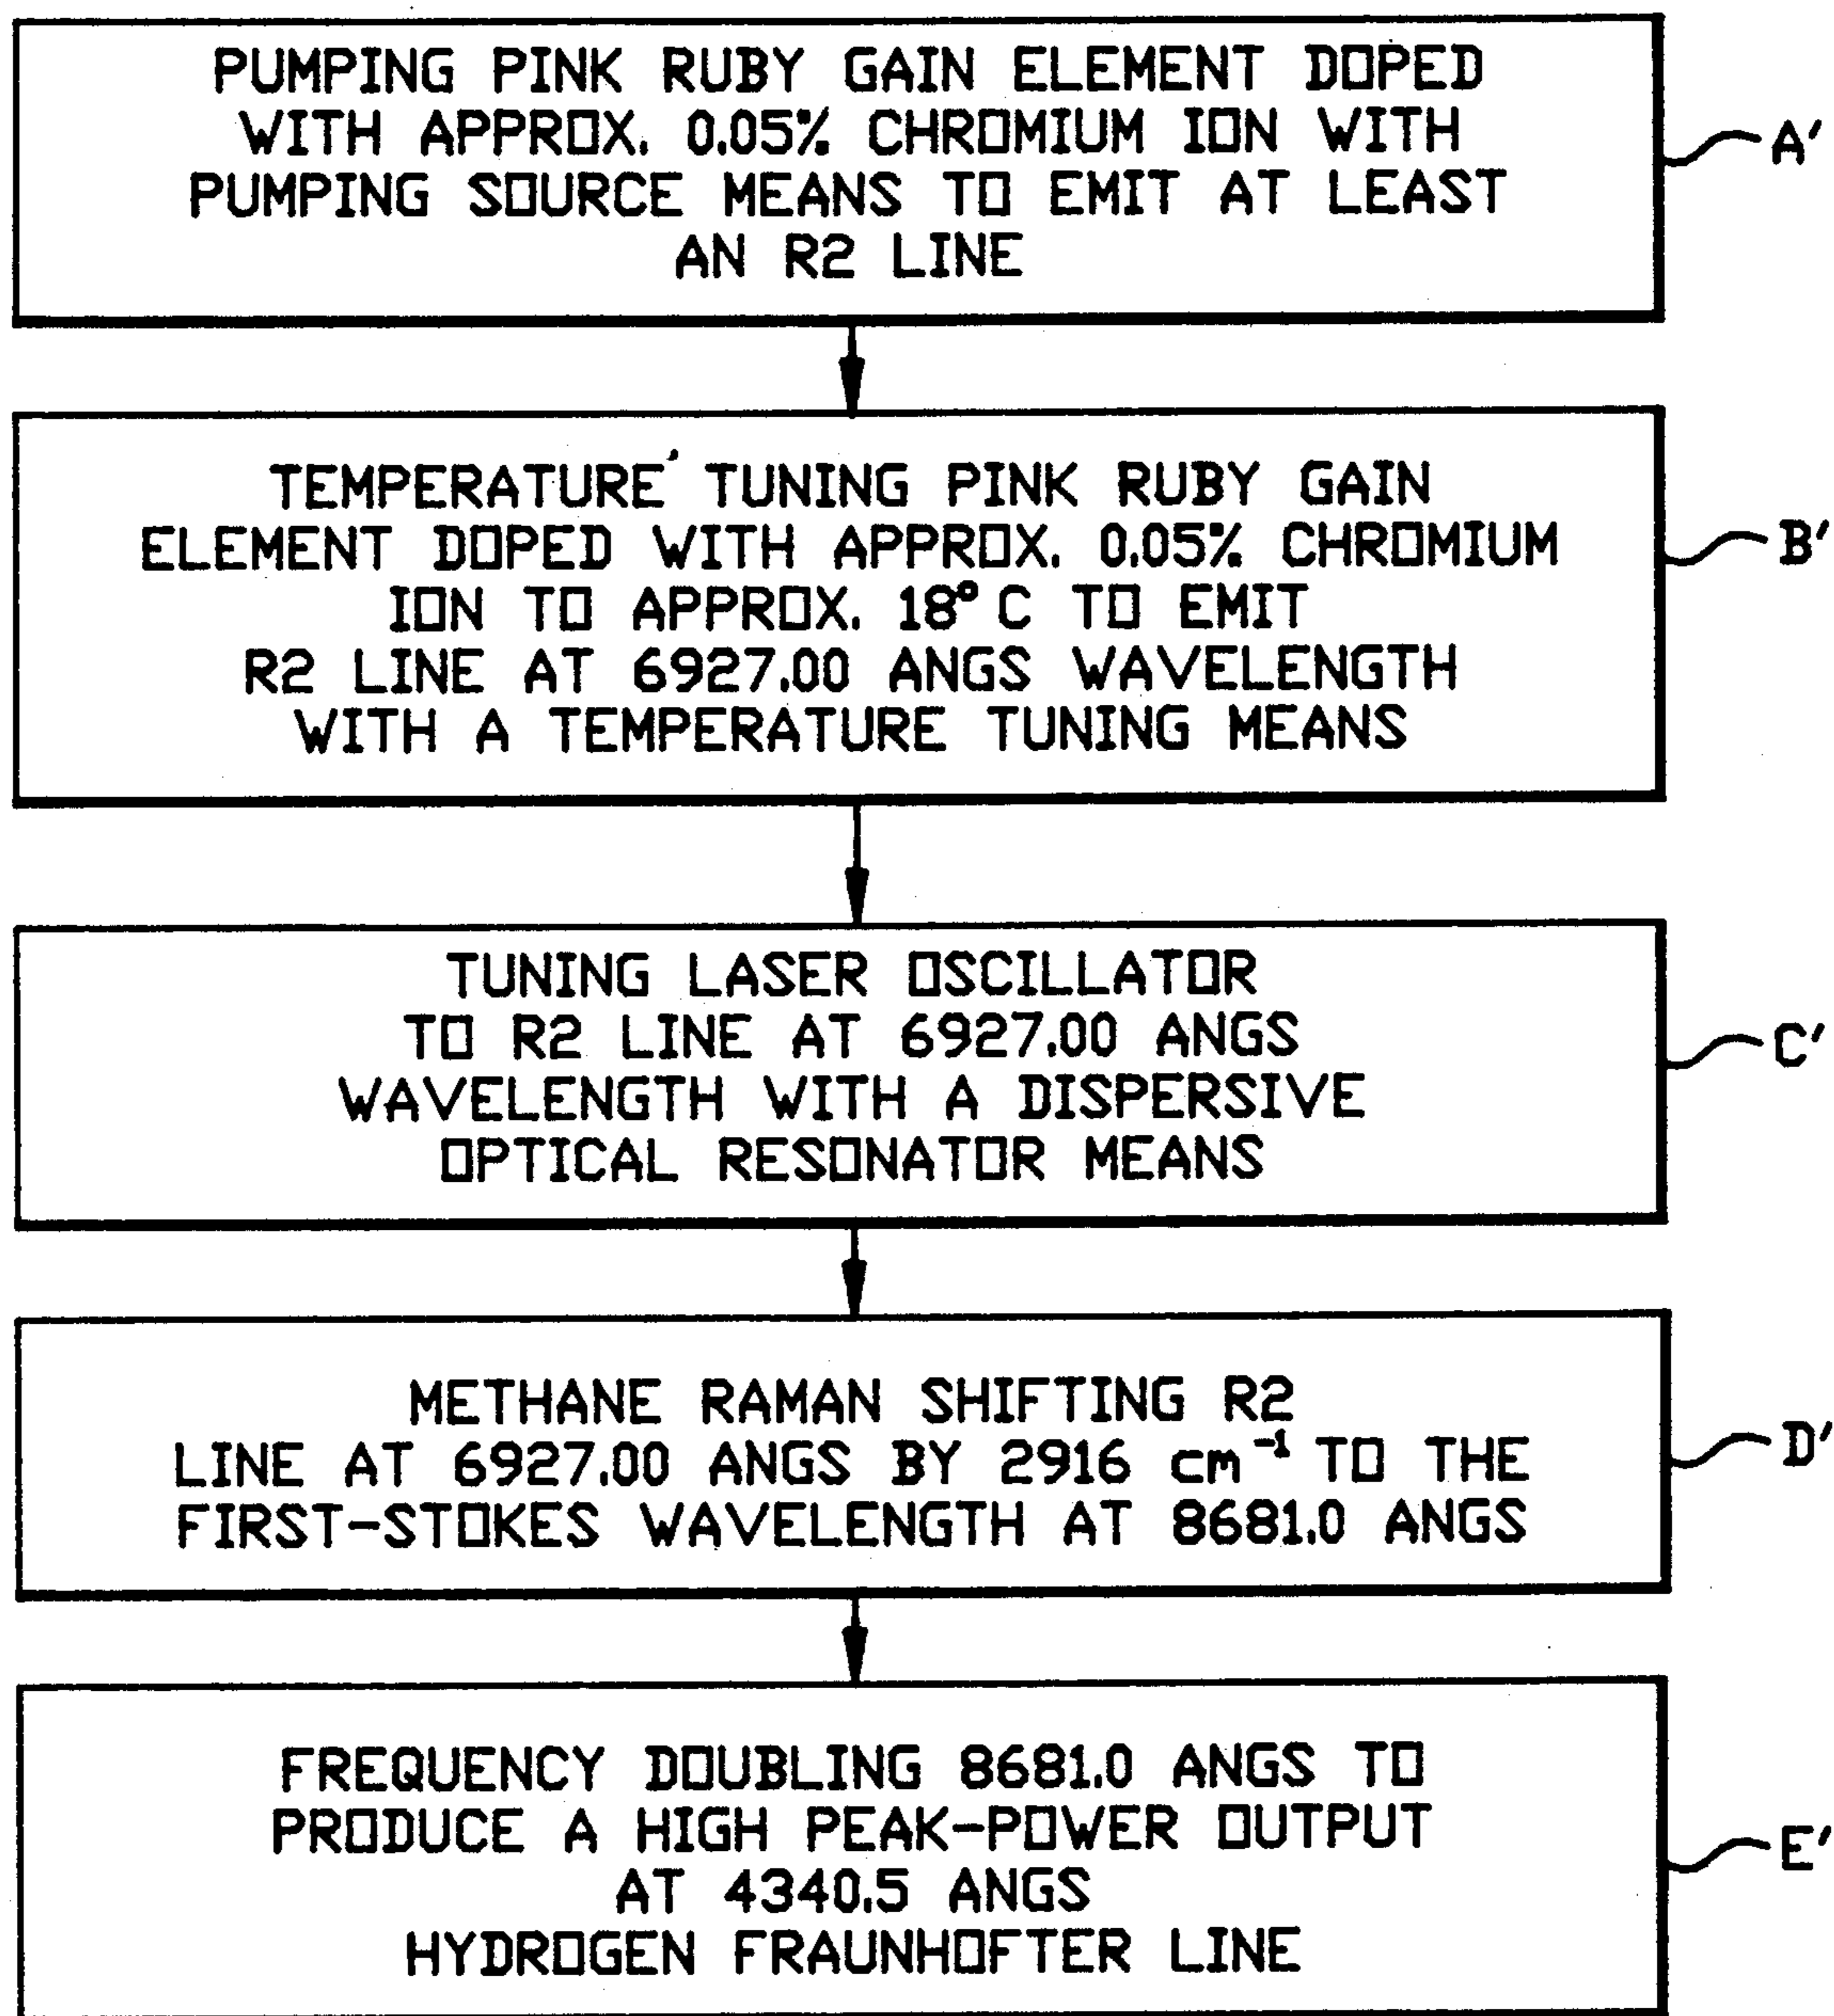 PUMPING PINK RUBY GAIN ELEMENT DOPED
WITH APPROX. 0.05% CHROMIUM ION WITH
PUMPING SOURCE MEANS TO EMIT AT LEAST
AN R2 LINE
A'
TEMPERATURE TUNING PINK RUBY GAIN
ELEMENT DOPED WITH APPROX. 0.05% CHROMIUM
ION TO APPROX. 18° C TO EMIT
R2 LINE AT 6927.00 ANGS WAVELENGTH
WITH A TEMPERATURE TUNING MEANS
B'
TUNING LASER OSCILLATOR
TO R2 LINE AT 6927.00 ANGS
WAVELENGTH WITH A DISPERSIVE
OPTICAL RESONATOR MEANS
C'
METHANE RAMAN SHIFTING R2
LINE AT 6927.00 ANGS BY 2916 cm⁻¹ TO THE
FIRST-STOKES WAVELENGTH AT 8681.0 ANGS
D'
FREQUENCY DOUBLING 8681.0 ANGS TO
PRODUCE A HIGH PEAK-POWER OUTPUT
AT 4340.5 ANGS
HYDROGEN FRAUNHOFTER LINE
E'